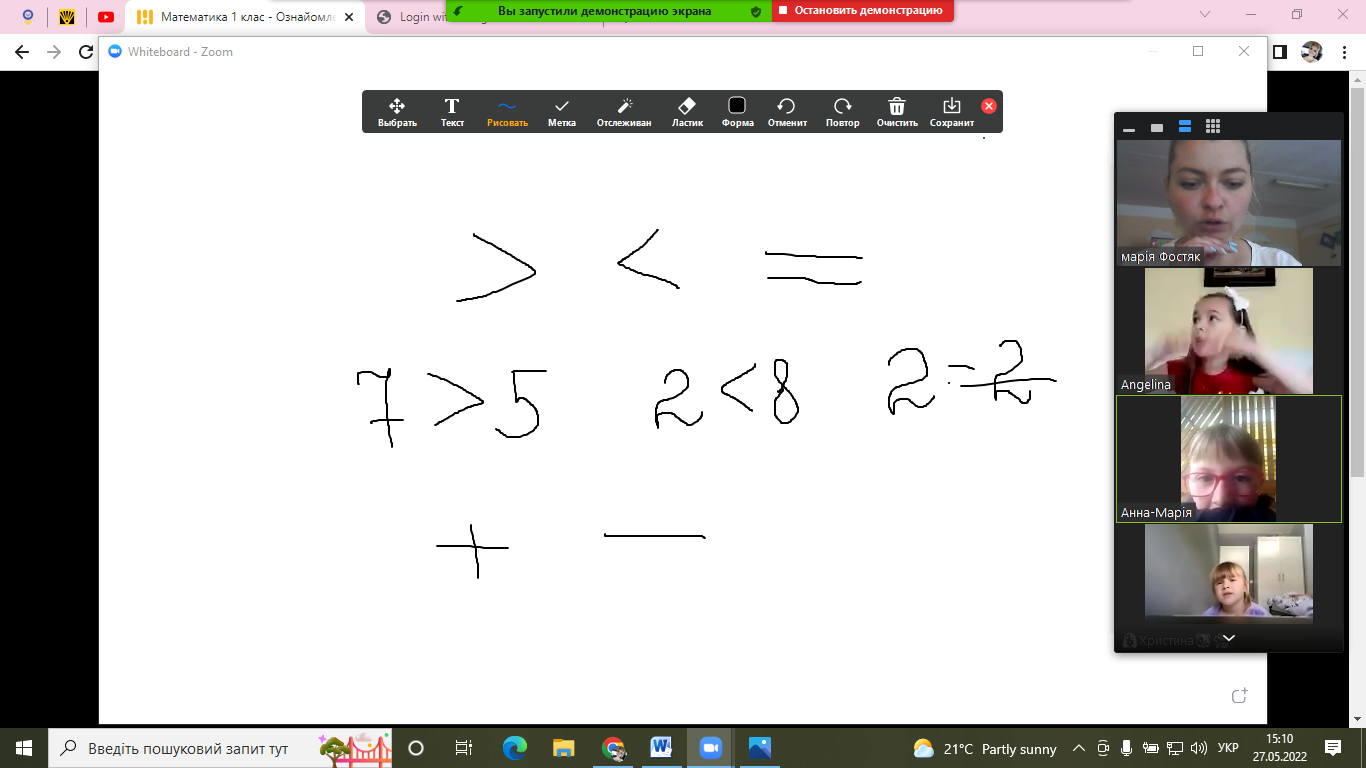 Математика 1 клас - Ознайомле
Login wi
Вы запустили демонстрацию экрана
Остановить демонстрацию
Whiteboard - Zoom
Выбрать Текст Рисовать Метка Отслеживан Ластик Форма Отменит Повтор Очистить Сохранит
> < =
7 > 5 2 < 8 2 = 2
+ −
марія Фостяк
Angelina
Анна-Марія
Христина
Введіть пошуковий запит тут
21°C Partly sunny
УКР
15:10
27.05.2022